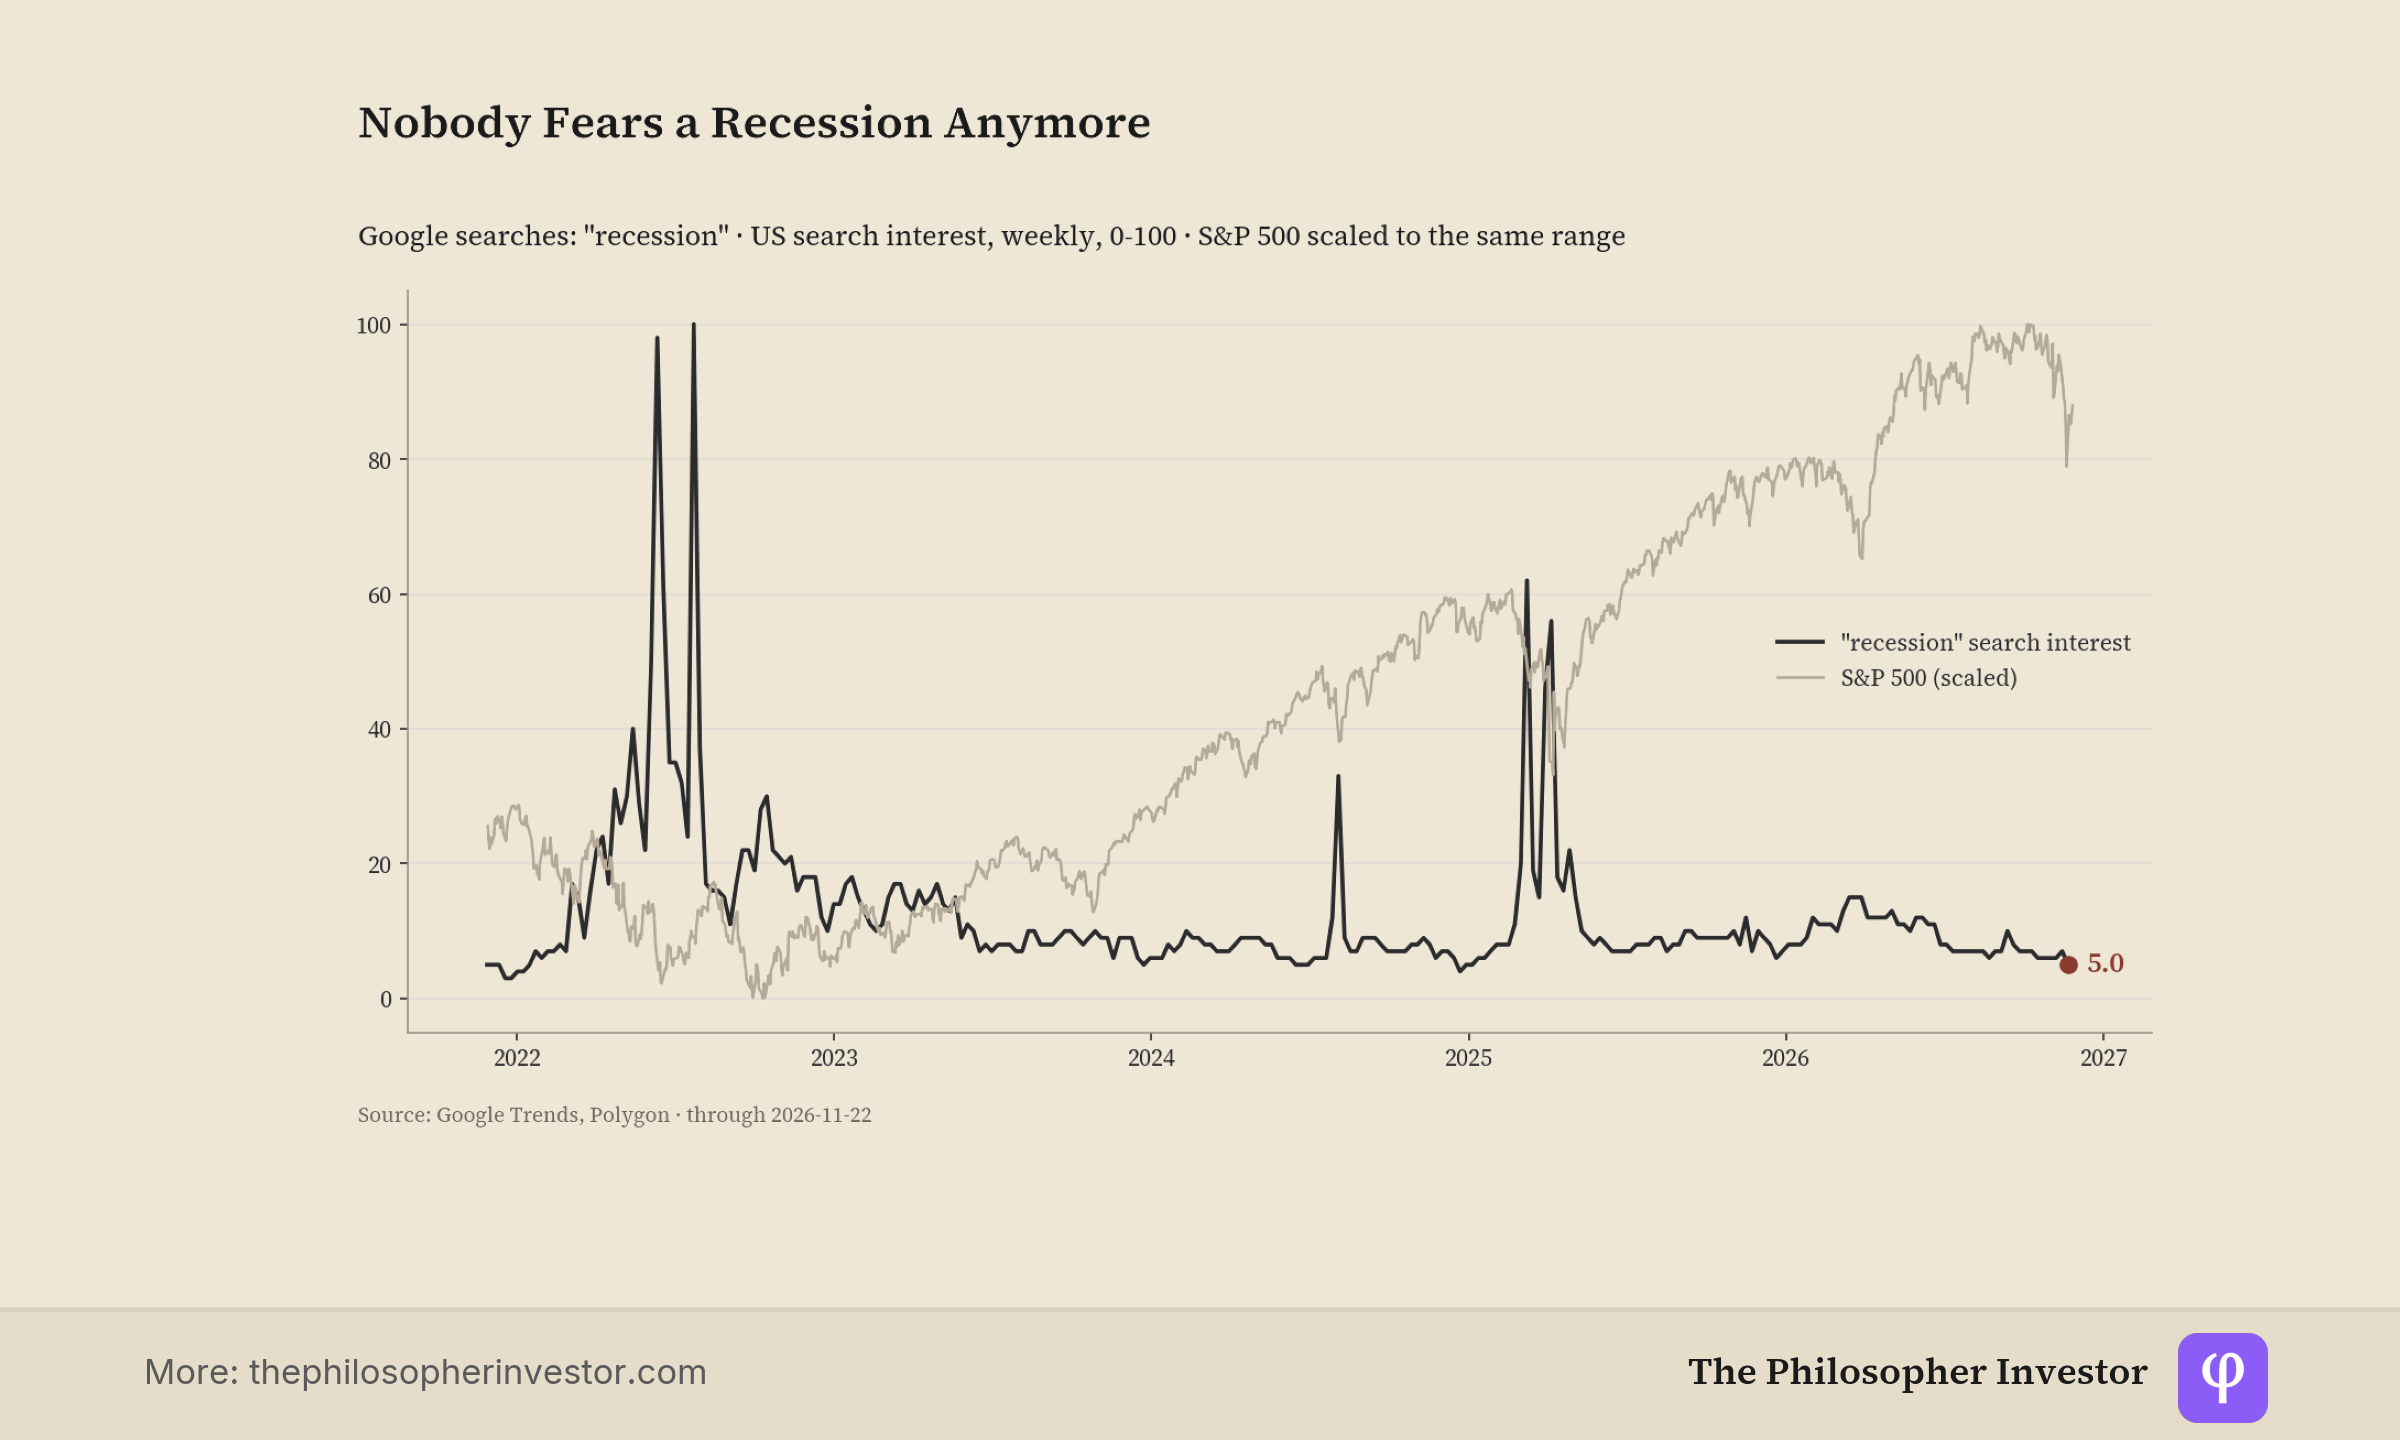 Nobody Fears a Recession Anymore
Google searches: "recession" · US search interest, weekly, 0-100 · S&P 500 scaled to the same range
100
80
60
40
20
0
"recession" search interest
S&P 500 (scaled)
5.0
2022 2023 2024 2025 2026 2027
Source: Google Trends, Polygon · through 2026-11-22
More: thephilosopherinvestor.com
The Philosopher Investor φ